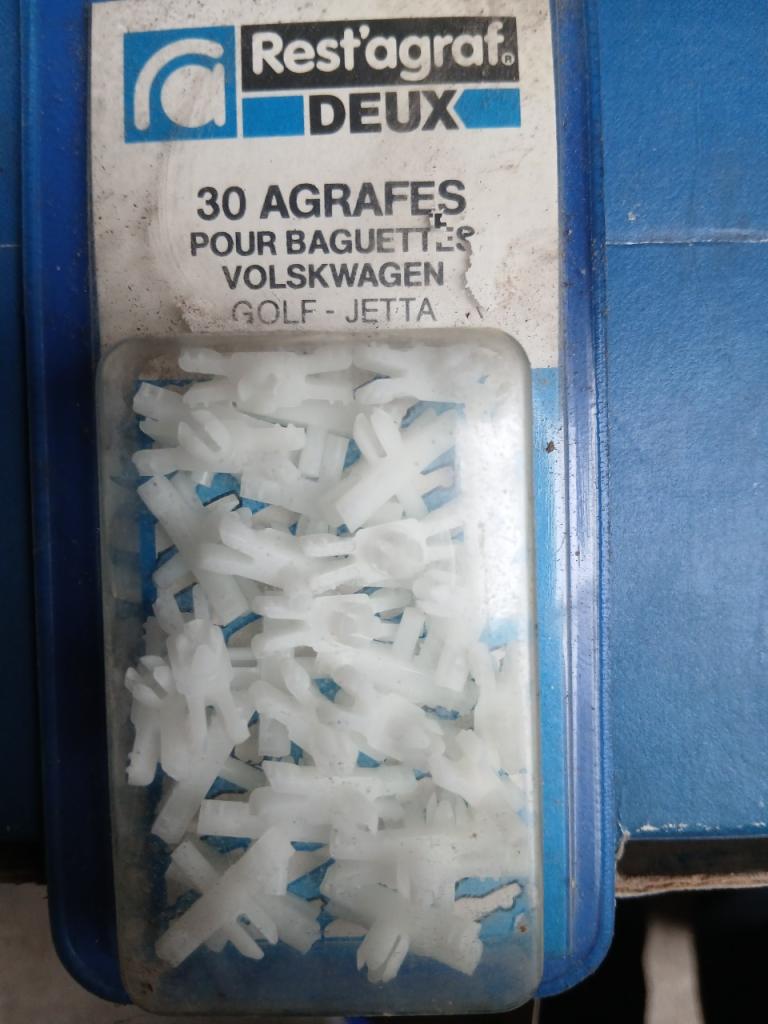 Rest'agraf®
DEUX
30 AGRAFES
POUR BAGUETTES
VOLSKWAGEN
GOLF - JETTA